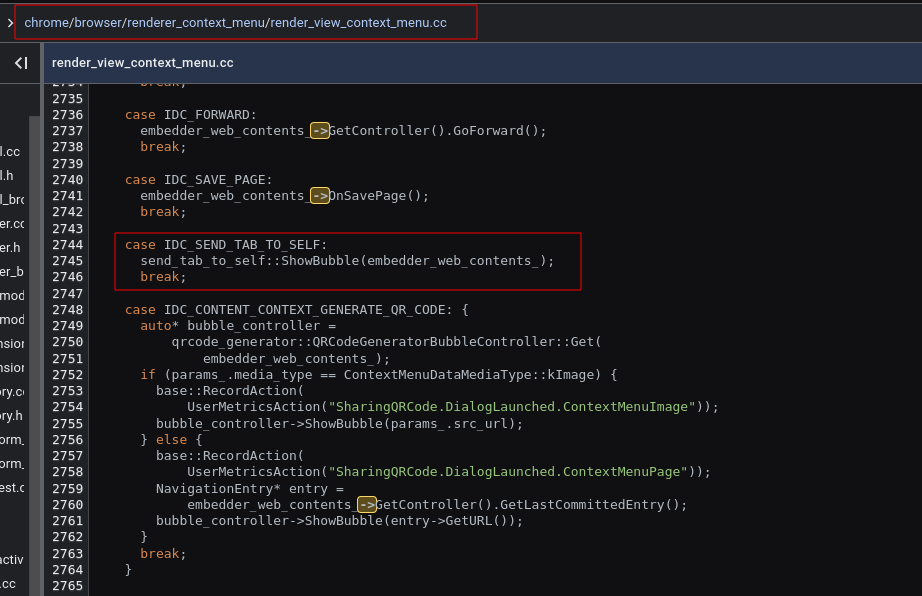 chrome/browser/renderer_context_menu/render_view_context_menu.cc
render_view_context_menu.cc
l.cc
l.h
l_bro
er.cc
er.h
er_b
mod
mod
nsion
nsion
ory.cc
ory.h
orm_
orm_
est.c
activ
.cc
2734 break;
2735
2736 case IDC_FORWARD:
2737 embedder_web_contents_->GetController().GoForward();
2738 break;
2739
2740 case IDC_SAVE_PAGE:
2741 embedder_web_contents_->OnSavePage();
2742 break;
2743
2744 case IDC_SEND_TAB_TO_SELF:
2745 send_tab_to_self::ShowBubble(embedder_web_contents_);
2746 break;
2747
2748 case IDC_CONTENT_CONTEXT_GENERATE_QR_CODE: {
2749 auto* bubble_controller =
2750 qrcode_generator::QRCodeGeneratorBubbleController::Get(
2751 embedder_web_contents_);
2752 if (params_.media_type == ContextMenuDataMediaType::kImage) {
2753 base::RecordAction(
2754 UserMetricsAction("SharingQRCode.DialogLaunched.ContextMenuImage"));
2755 bubble_controller->ShowBubble(params_.src_url);
2756 } else {
2757 base::RecordAction(
2758 UserMetricsAction("SharingQRCode.DialogLaunched.ContextMenuPage"));
2759 NavigationEntry* entry =
2760 embedder_web_contents_->GetController().GetLastCommittedEntry();
2761 bubble_controller->ShowBubble(entry->GetURL());
2762 }
2763 break;
2764 }
2765